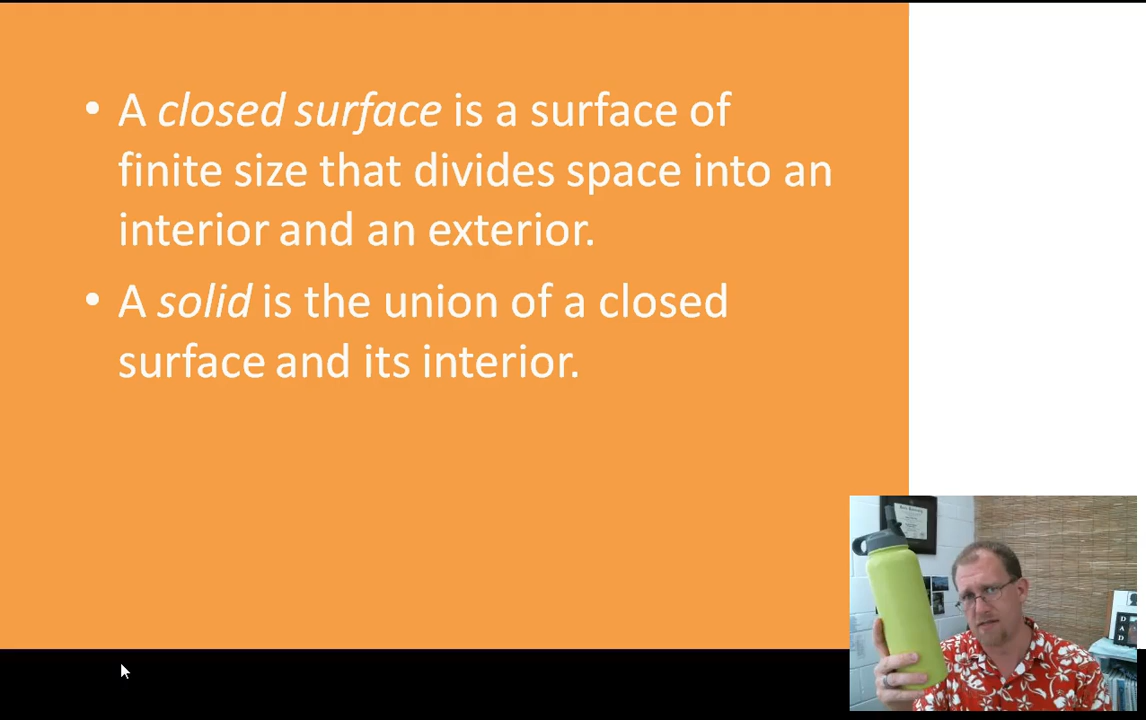 • A closed surface is a surface of
finite size that divides space into an
interior and an exterior.
• A solid is the union of a closed
surface and its interior.
DAD